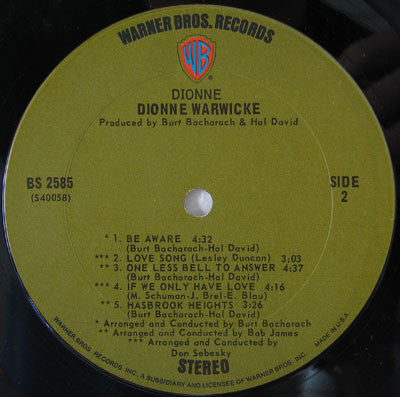 WARNER BROS. RECORDS
WB
DIONNE
DIONNE WARWICKE
Produced by Burt Bacharach & Hal David
BS 2585
(S40058)
SIDE
2
* 1. BE AWARE 4:32
(Burt Bacharach-Hal David)
*** 2. LOVE SONG (Lesley Duncan) 3:03
** 3. ONE LESS BELL TO ANSWER 4:37
(Burt Bacharach-Hal David)
*** 4. IF WE ONLY HAVE LOVE 4:16
(M. Schuman-J. Brel-E. Blau)
** 5. HASBROOK HEIGHTS 3:26
(Burt Bacharach-Hal David)
* Arranged and Conducted by Burt Bacharach
** Arranged and Conducted by Bob James
*** Arranged and Conducted by
Don Sebesky
STEREO
WARNER BROS. RECORDS INC., A SUBSIDIARY AND LICENSEE OF WARNER BROS. INC.
MADE IN U.S.A.